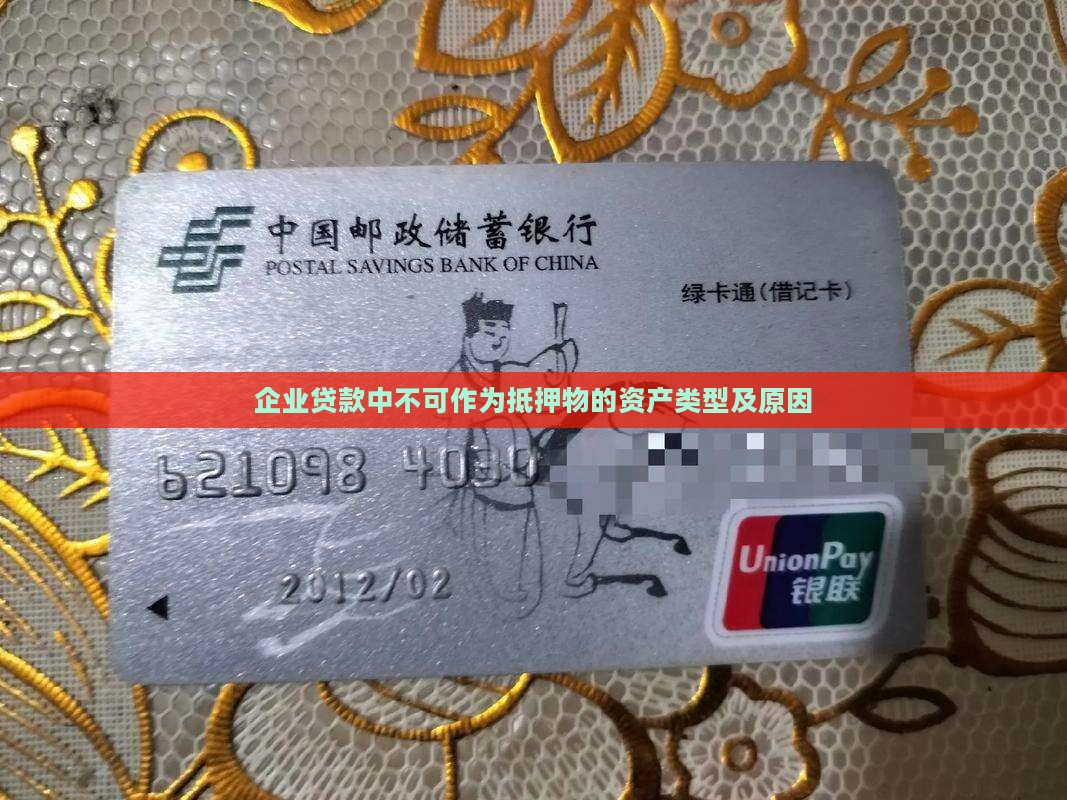 中国邮政储蓄银行
POSTAL SAVINGS BANK OF CHINA
绿卡通(借记卡)
企业贷款中不可作为抵押物的资产类型及原因
621098 4030
2012/02
UnionPay
银联